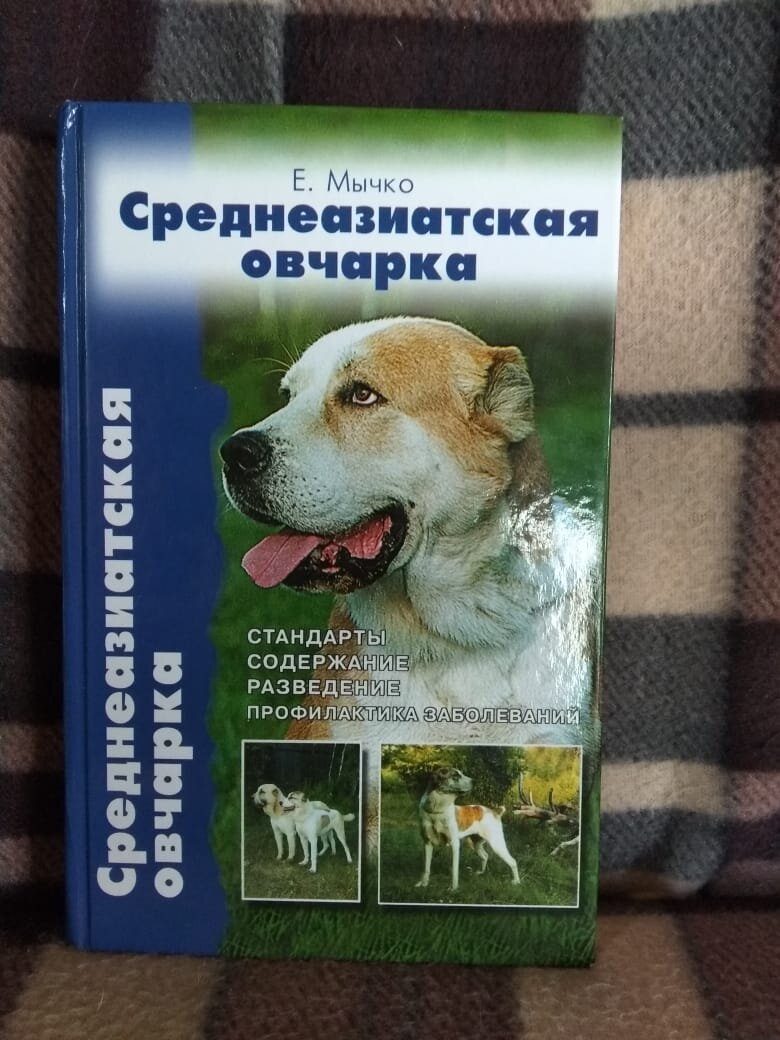 Е. Мычко
Среднеазиатская
овчарка
Среднеазиатская
овчарка
СТАНДАРТЫ
СОДЕРЖАНИЕ
РАЗВЕДЕНИЕ
ПРОФИЛАКТИКА ЗАБОЛЕВАНИЙ